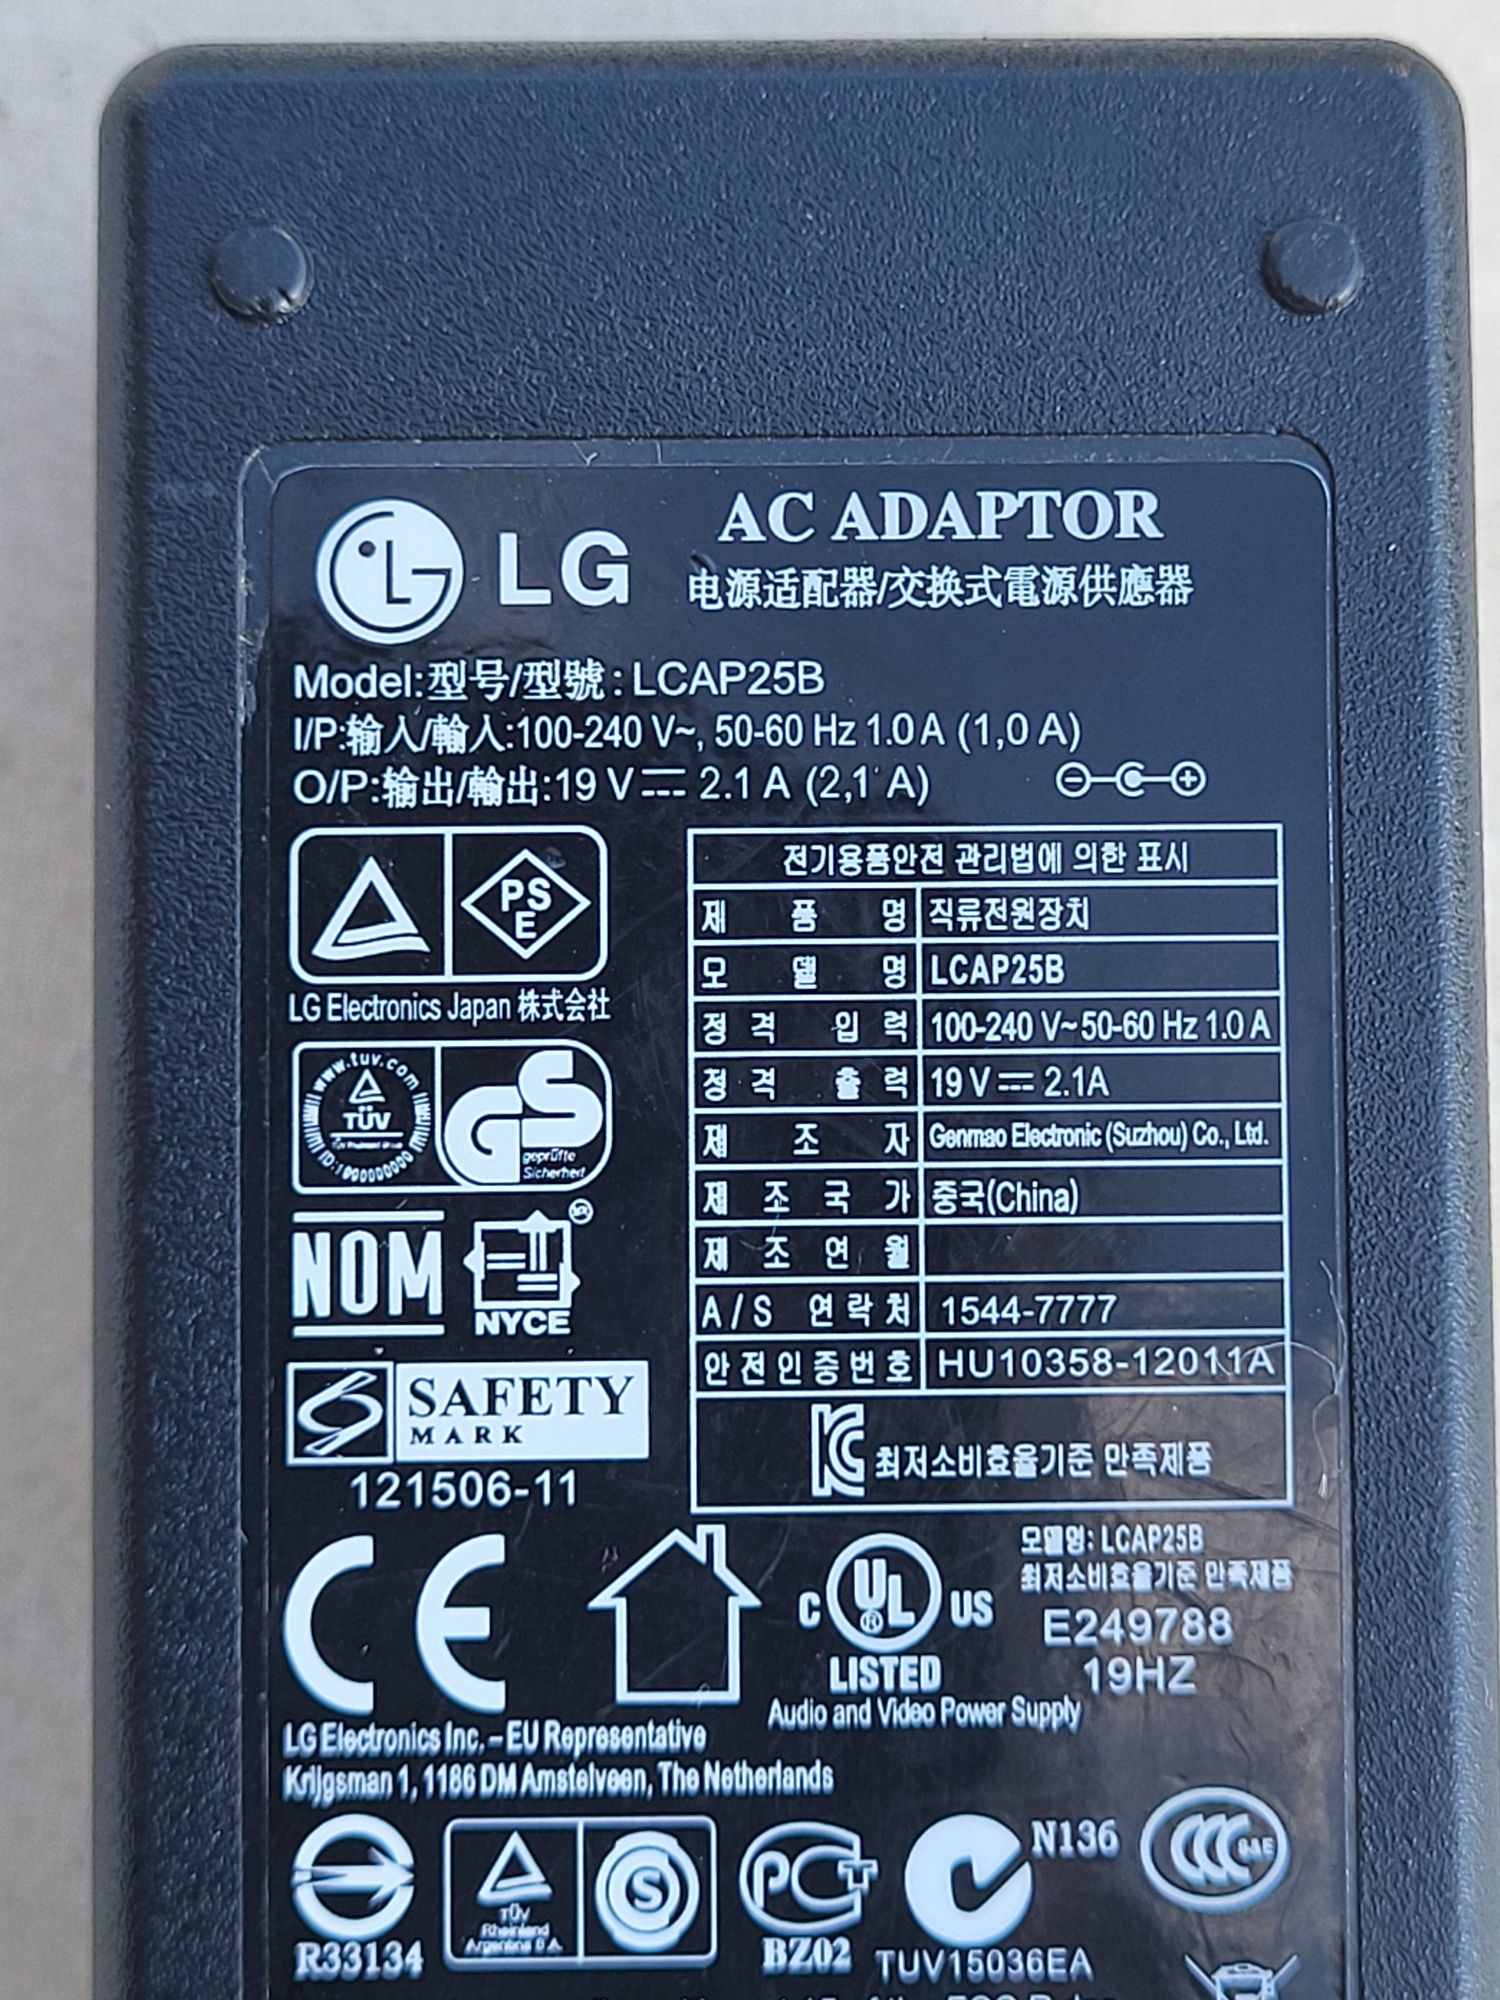 LG
AC ADAPTOR
电源适配器/交换式電源供應器
Model:型号/型號:LCAP25B
I/P:输入/輸入:100-240 V~, 50-60 Hz 1.0 A (1,0 A)
O/P:输出/輸出:19 V⎓ 2.1 A (2,1 A)
PS
E
LG Electronics Japan 株式会社
www.tuv.com
TÜV
GS
geprüfte
Sicherheit
NOM
NYCE
SAFETY
MARK
121506-11
전기용품안전 관리법에 의한 표시
제 품 명 직류전원장치
모 델 명 LCAP25B
정 격 입 력 100-240 V~ 50-60 Hz 1.0 A
정 격 출 력 19 V⎓ 2.1A
제 조 자 Genmao Electronic (Suzhou) Co., Ltd.
제 조 국 가 중국(China)
제 조 연 월
A/S 연 락 처 1544-7777
안 전 인 증 번 호 HU10358-12011A
최저소비효율기준 만족제품
CE
C UL® US
LISTED
Audio and Video Power Supply
모델명: LCAP25B
최저소비효율기준 만족제품
E249788
19HZ
LG Electronics Inc. – EU Representative
Krijgsman 1, 1186 DM Amstelveen, The Netherlands
R33134
TÜV
Rheinland
Argentina S.A.
S
PCT
BZ02
N136
TUV15036EA
CCC
S&E